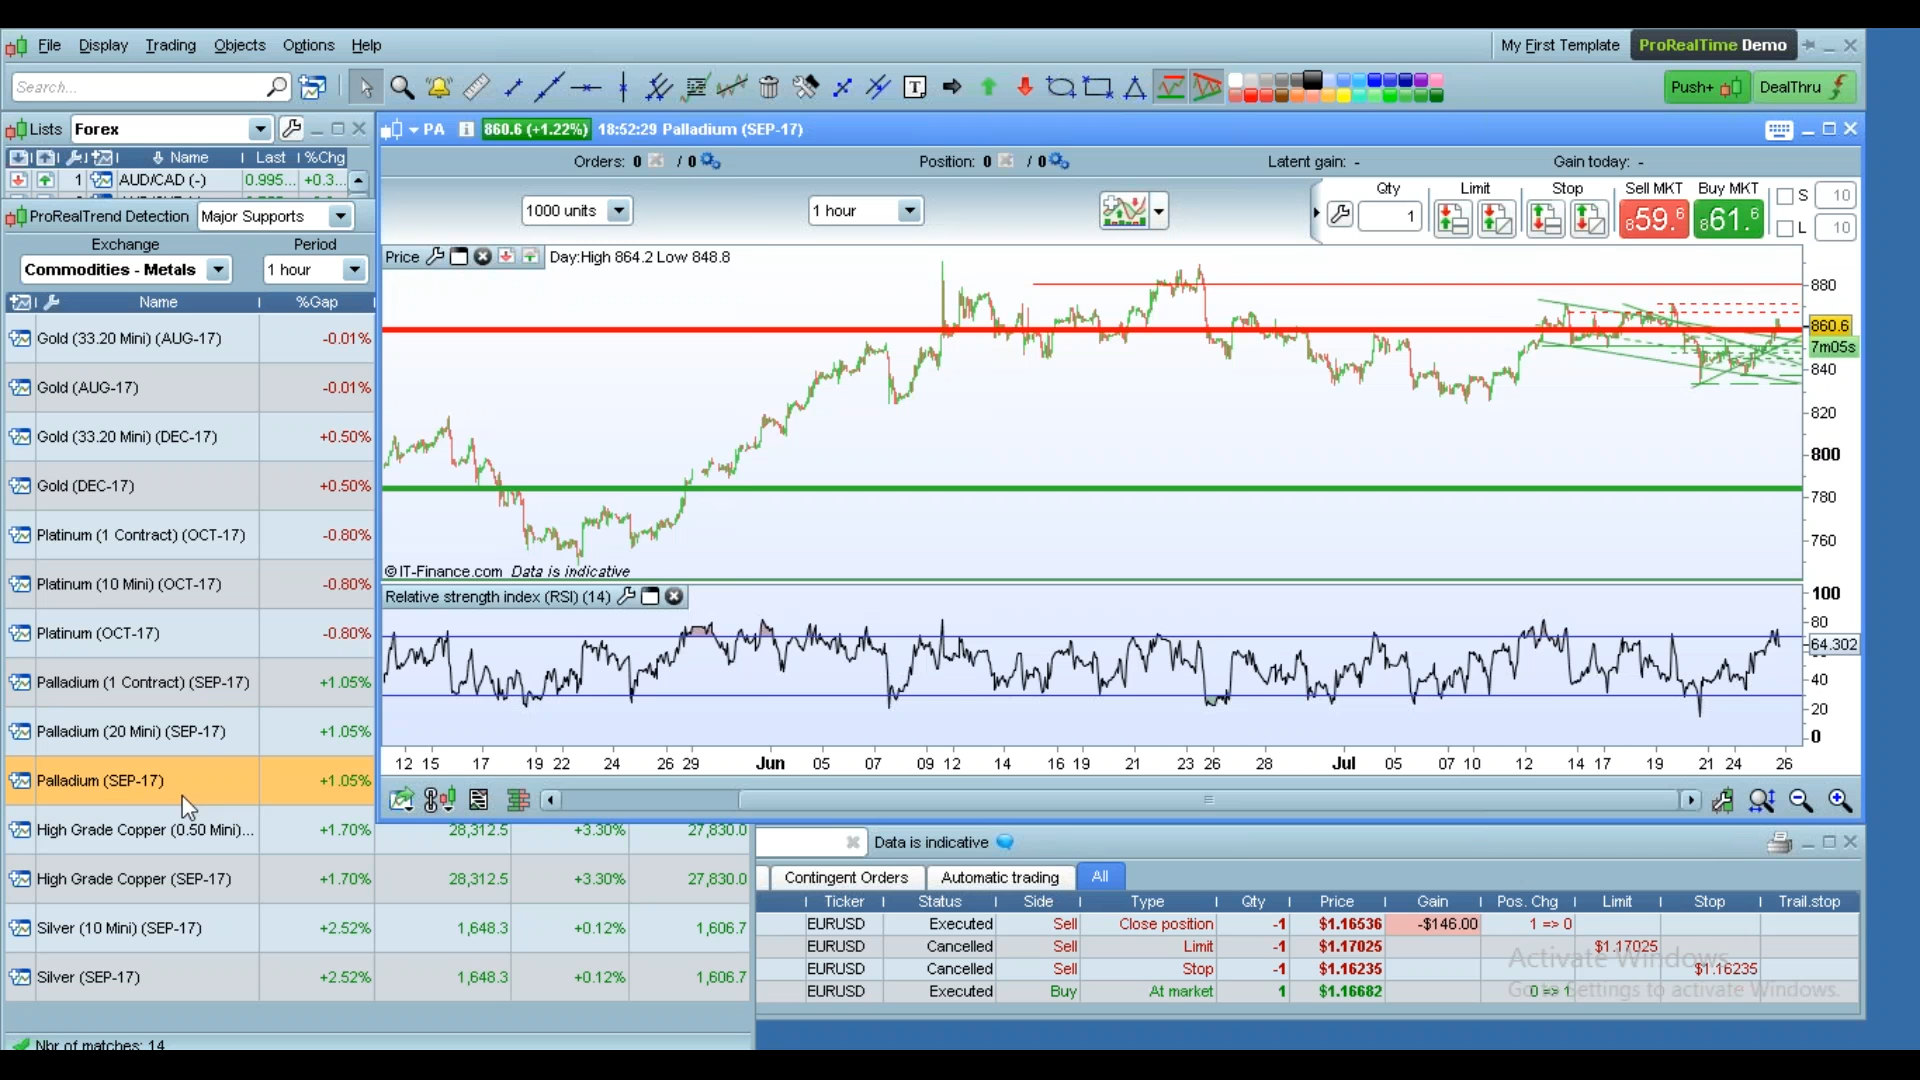 File Display Trading Objects Options Help
My First Template
ProRealTime Demo
Search...
T
Push+
DealThru
Lists Forex
Name Last %Chg
1 AUD/CAD (-) 0.995... +0.3...
PA i 860.6 (+1.22%) 18:52:29 Palladium (SEP-17)
Orders: 0 / 0 Position: 0 / 0 Latent gain: - Gain today: -
1000 units 1 hour
Qty Limit Stop Sell MKT Buy MKT S 10
1 859.6 861.6 L 10
ProRealTrend Detection Major Supports
Exchange Period
Commodities - Metals 1 hour
Name %Gap
Gold (33.20 Mini) (AUG-17) -0.01%
Gold (AUG-17) -0.01%
Gold (33.20 Mini) (DEC-17) +0.50%
Gold (DEC-17) +0.50%
Platinum (1 Contract) (OCT-17) -0.80%
Platinum (10 Mini) (OCT-17) -0.80%
Platinum (OCT-17) -0.80%
Palladium (1 Contract) (SEP-17) +1.05%
Palladium (20 Mini) (SEP-17) +1.05%
Palladium (SEP-17) +1.05%
High Grade Copper (0.50 Mini)... +1.70% 28,312.5 +3.30% 27,830.0
High Grade Copper (SEP-17) +1.70% 28,312.5 +3.30% 27,830.0
Silver (10 Mini) (SEP-17) +2.52% 1,648.3 +0.12% 1,606.7
Silver (SEP-17) +2.52% 1,648.3 +0.12% 1,606.7
Nbr of matches: 14
Price Day:High 864.2 Low 848.8
880
860.6
7m05s
840
820
800
780
760
© IT-Finance.com Data is indicative
Relative strength index (RSI) (14)
100
80
64.302
40
20
0
12 15 17 19 22 24 26 29 Jun 05 07 09 12 14 16 19 21 23 26 28 Jul 05 07 10 12 14 17 19 21 24 26
Data is indicative
Contingent Orders Automatic trading All
Ticker Status Side Type Qty Price Gain Pos. Chg Limit Stop Trail.stop
EURUSD Executed Sell Close position -1 $1.16536 -$146.00 1 => 0
EURUSD Cancelled Sell Limit -1 $1.17025 $1.17025
EURUSD Cancelled Sell Stop -1 $1.16235 $1.16235
EURUSD Executed Buy At market 1 $1.16682 0 => 1
Activate Windows
Go to Settings to activate Windows.